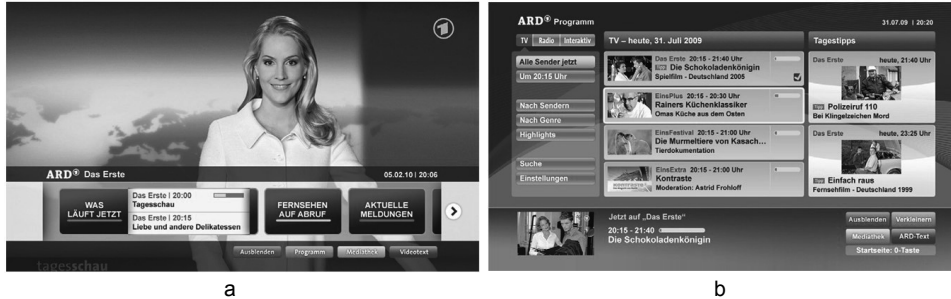 ARD Das Erste
05.02.10 | 20:06
WAS LÄUFT JETZT
Das Erste | 20:00
Tagesschau
Das Erste | 20:15
Liebe und andere Delikatessen
FERNSEHEN AUF ABRUF
AKTUELLE MELDUNGEN
Ausblenden Programm Mediathek Videotext
tagesschau
a
ARD Programm
31.07.09 | 20:20
TV Radio Interaktiv
Alle Sender jetzt
Um 20:15 Uhr
Nach Sendern
Nach Genre
Highlights
Suche
Einstellungen
TV – heute, 31. Juli 2009
Das Erste 20:15 - 21:40 Uhr
Tipp Die Schokoladenkönigin
Spielfilm - Deutschland 2005
EinsPlus 20:15 - 20:30 Uhr
Rainers Küchenklassiker
Omas Küche aus dem Osten
EinsFestival 20:15 - 21:00 Uhr
Die Murmeltiere von Kasach...
Tierdokumentation
EinsExtra 20:15 - 21:00 Uhr
Kontraste
Moderation: Astrid Frohloff
Tagestipps
Das Erste heute, 21:40 Uhr
Tipp Polizeiruf 110
Bei Klingelzeichen Mord
Das Erste heute, 23:25 Uhr
Tipp Einfach raus
Fernsehfilm - Deutschland 1999
Jetzt auf „Das Erste“
20:15 - 21:40
Die Schokoladenkönigin
Ausblenden Verkleinern
Mediathek ARD-Text
Startseite: 0-Taste
b